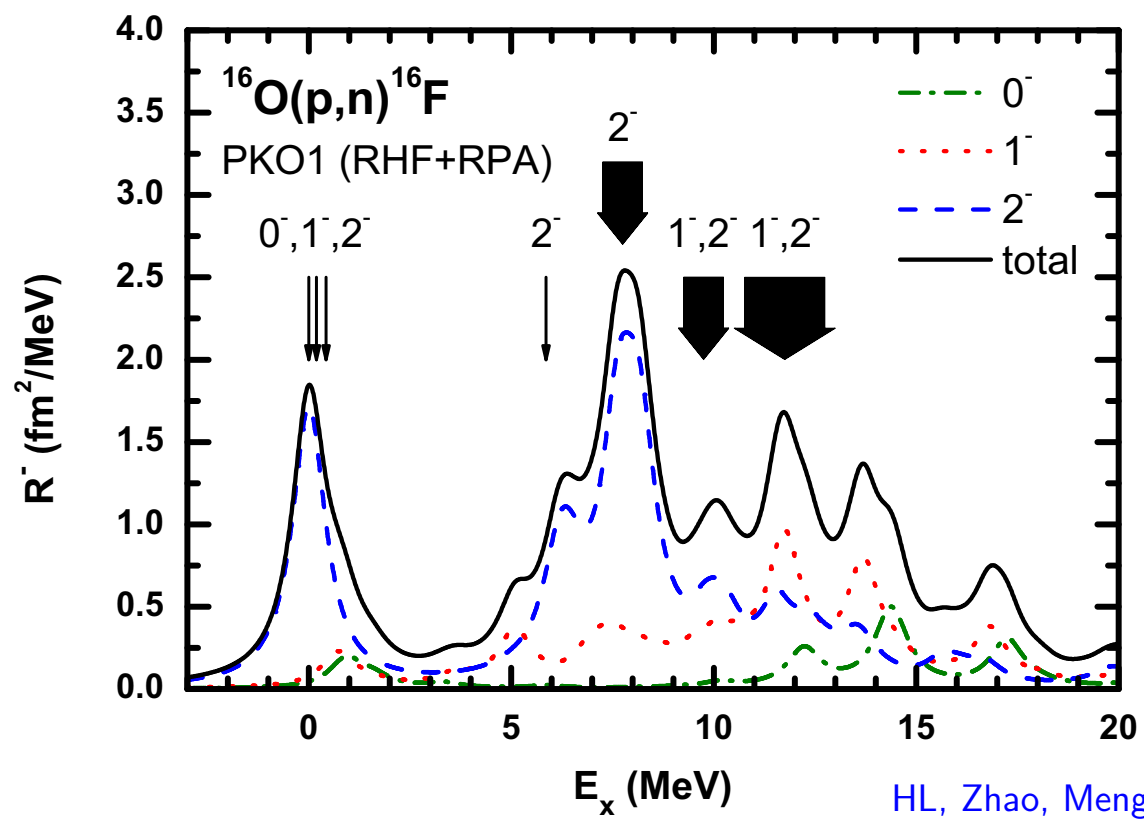 4.0
3.5
3.0
2.5
2.0
1.5
1.0
0.5
0.0
R⁻ (fm²/MeV)
¹⁶O(p,n)¹⁶F
PKO1 (RHF+RPA)
0⁻,1⁻,2⁻
2⁻
2⁻
1⁻,2⁻
1⁻,2⁻
0⁻
1⁻
2⁻
total
0 5 10 15 20
Eₓ (MeV)
HL, Zhao, Meng